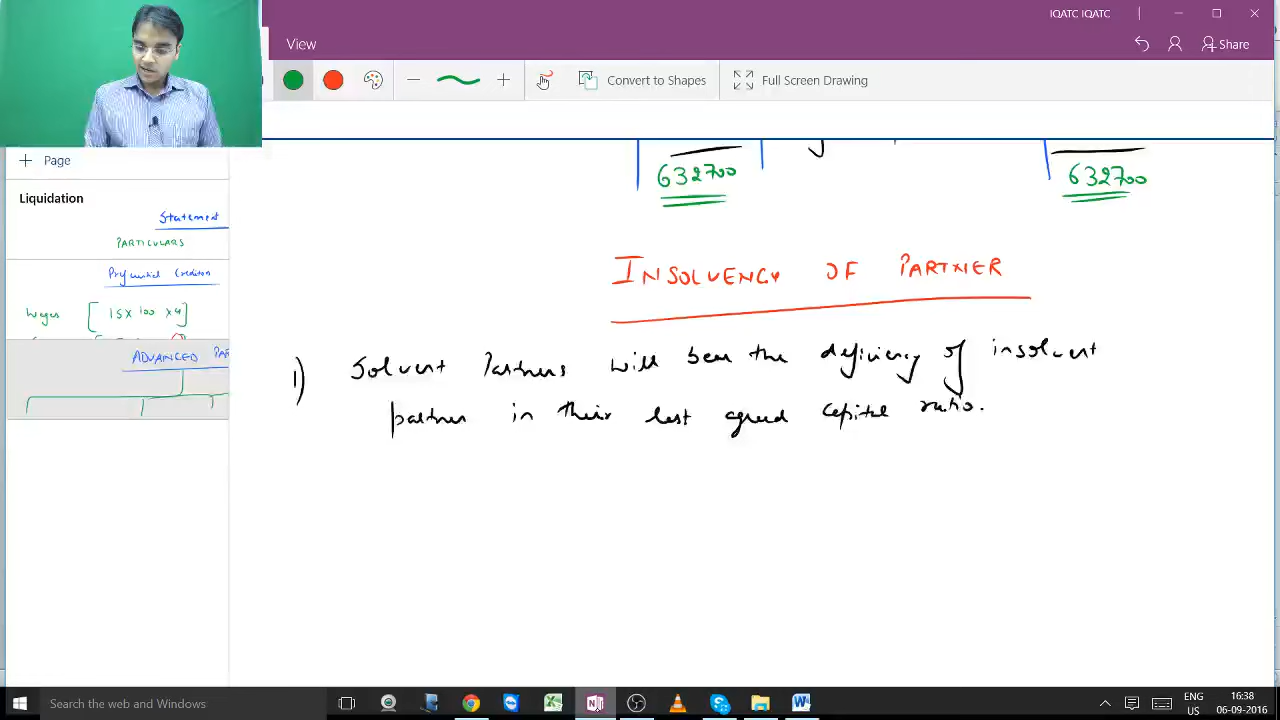 IQATC IQATC
View
Share
Convert to Shapes
Full Screen Drawing
Page
632700
632700
Liquidation
Statement
PARTICULARS
INSOLVENCY OF PARTNER
Wages [15 x 100 x 4]
ADVANCED PAR
1) Solvent Partners will bear the deficiency of insolvent
partner in their last agreed capital ratio.
Search the web and Windows
ENG
US
16:38
06-09-2016